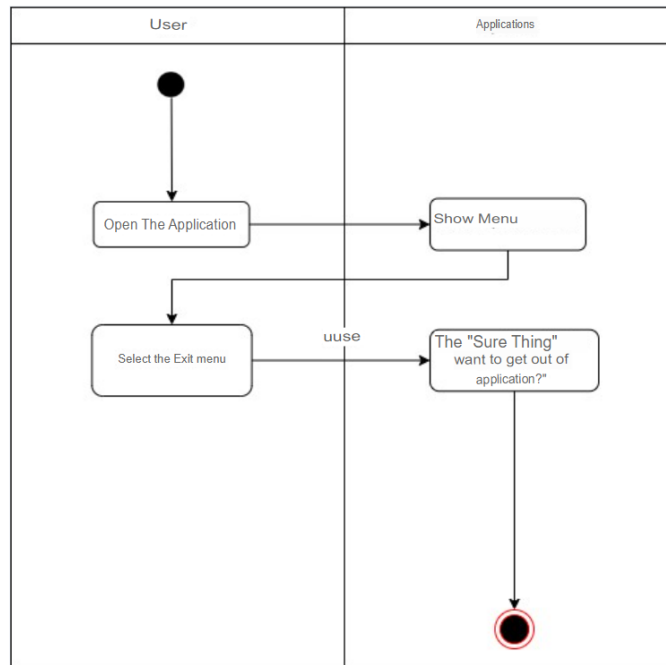 User
Applications
Open The Application
Show Menu
Select the Exit menu
uuse
The "Sure Thing"
want to get out of
application?"